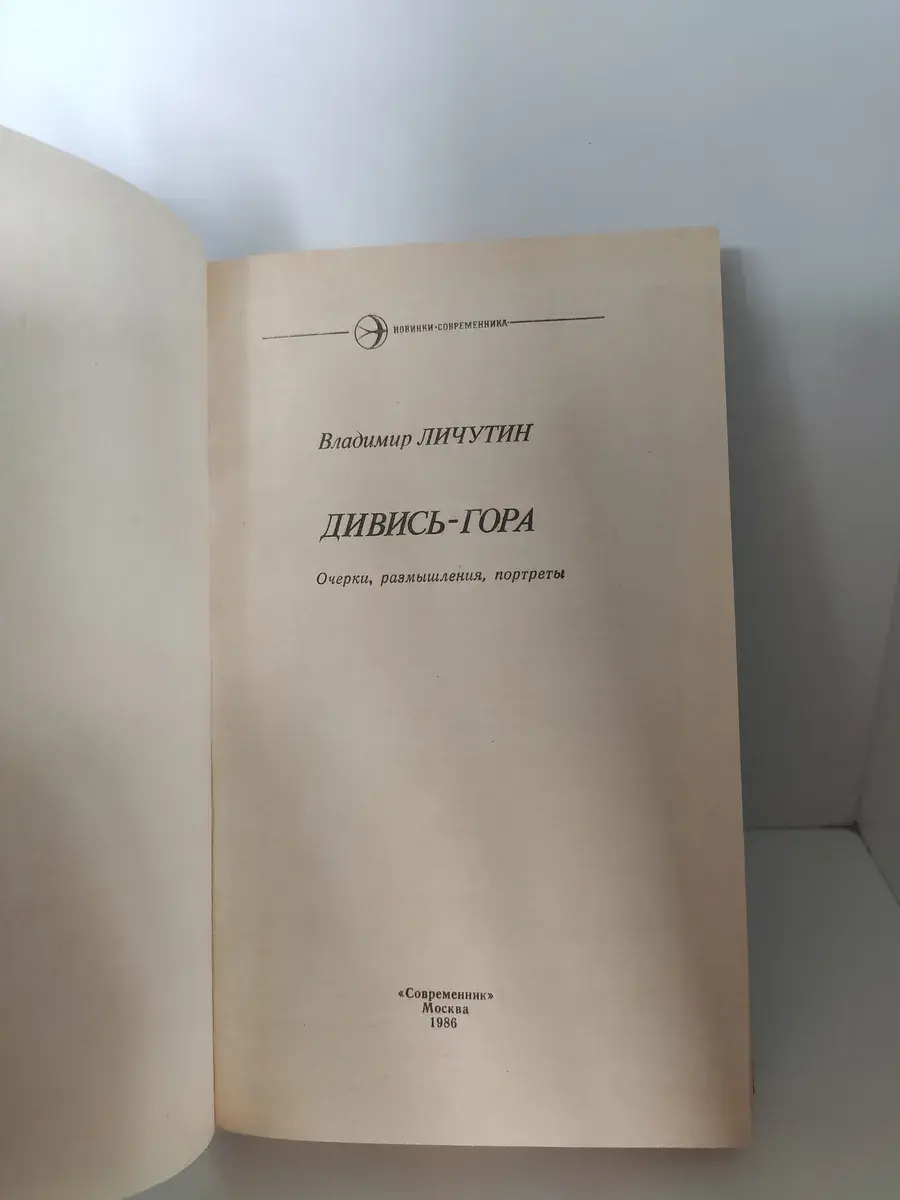 НОВИНКИ·СОВРЕМЕННИКА·
Владимир ЛИЧУТИН
ДИВИСЬ-ГОРА
Очерки, размышления, портреты
«Современник»
Москва
1986